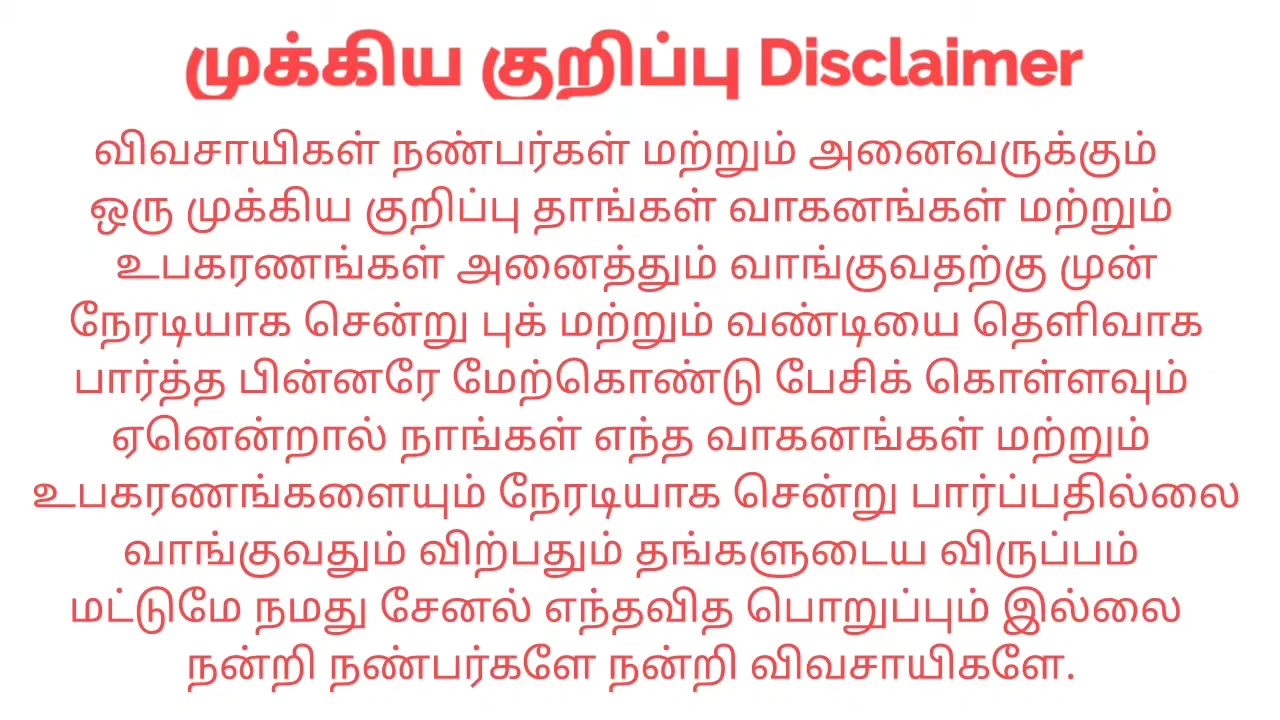 முக்கிய குறிப்பு Disclaimer
விவசாயிகள் நண்பர்கள் மற்றும் அனைவருக்கும்
ஒரு முக்கிய குறிப்பு தாங்கள் வாகனங்கள் மற்றும்
உபகரணங்கள் அனைத்தும் வாங்குவதற்கு முன்
நேரடியாக சென்று புக் மற்றும் வண்டியை தெளிவாக
பார்த்த பின்னரே மேற்கொண்டு பேசிக் கொள்ளவும்
ஏனென்றால் நாங்கள் எந்த வாகனங்கள் மற்றும்
உபகரணங்களையும் நேரடியாக சென்று பார்ப்பதில்லை
வாங்குவதும் விற்பதும் தங்களுடைய விருப்பம்
மட்டுமே நமது சேனல் எந்தவித பொறுப்பும் இல்லை
நன்றி நண்பர்களே நன்றி விவசாயிகளே.